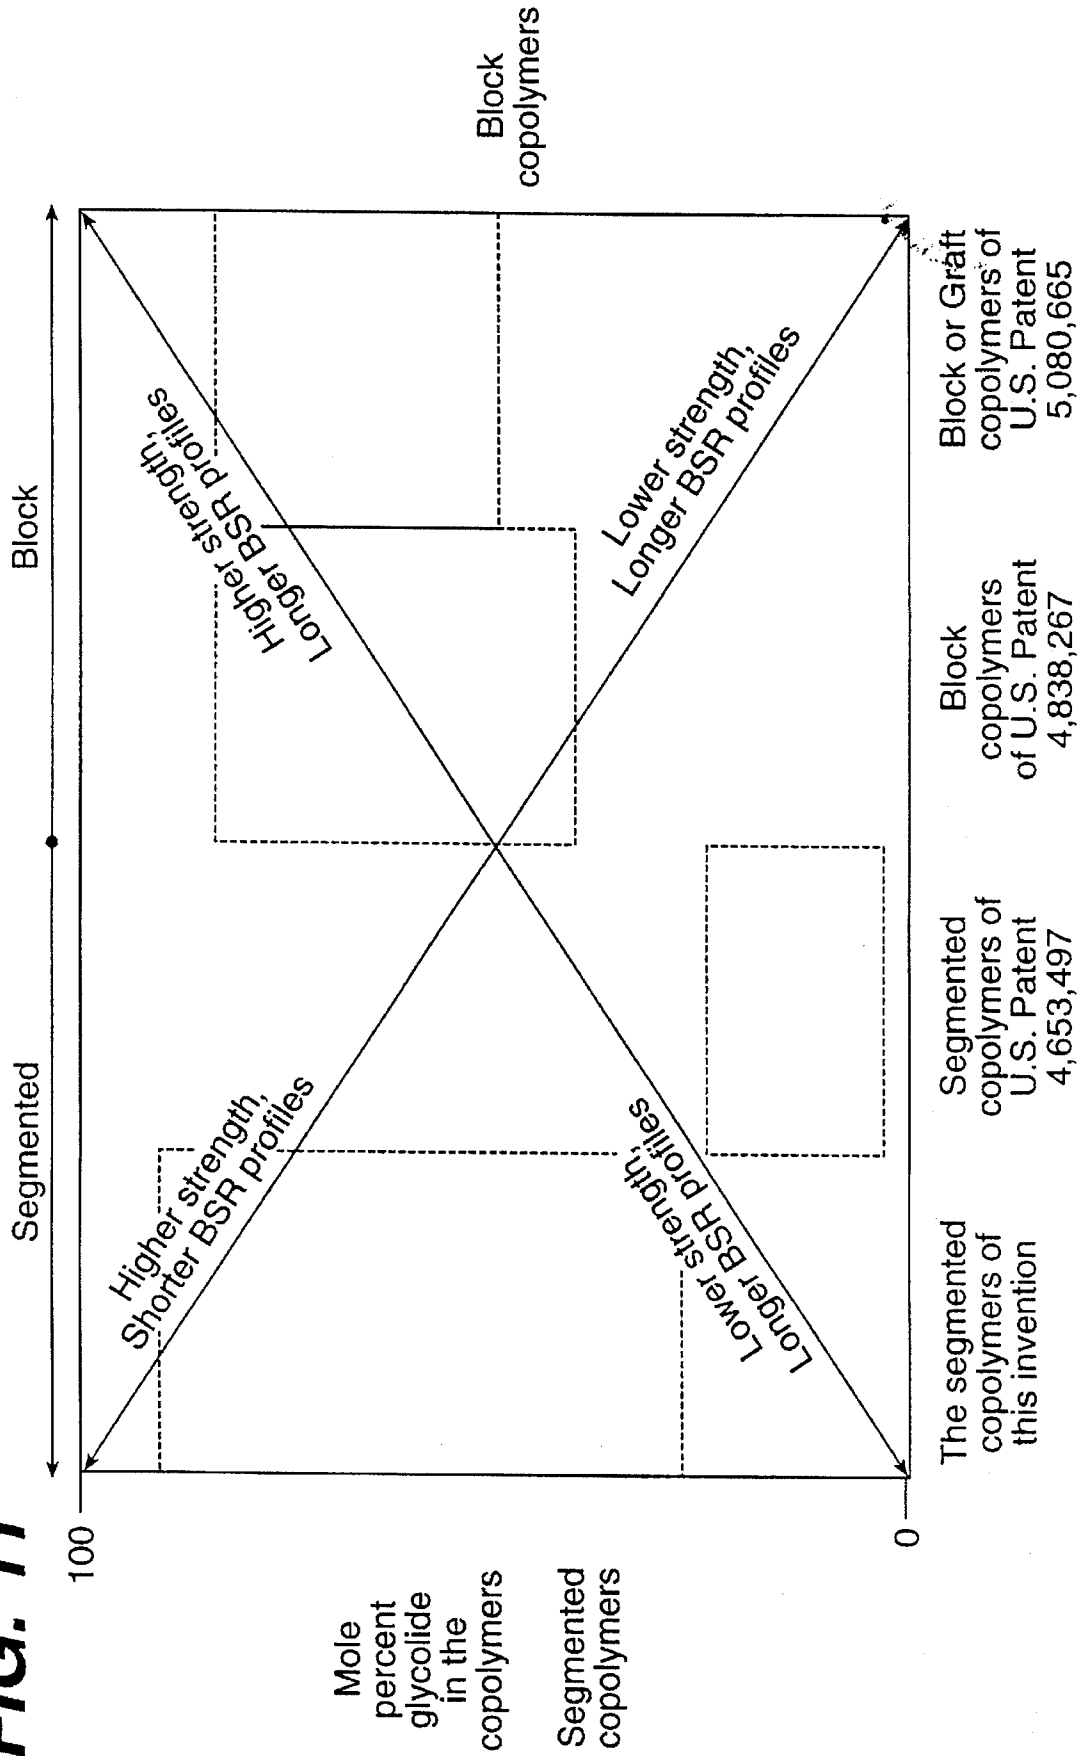 FIG. 11
Segmented
Block
100
0
Mole
percent
glycolide
in the
copolymers
Segmented
copolymers
Block
copolymers
Higher strength,
Shorter BSR profiles
Higher strength,
Longer BSR profiles
Lower strength,
Longer BSR profiles
Lower strength,
Longer BSR profiles
The segmented
copolymers of
this invention
Segmented
copolymers of
U.S. Patent
4,653,497
Block
copolymers
of U.S. Patent
4,838,267
Block or Graft
copolymers of
U.S. Patent
5,080,665